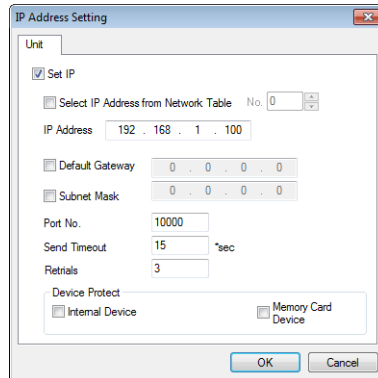 IP Address Setting
Unit
Set IP
Select IP Address from Network Table No. 0
IP Address 192 . 168 . 1 . 100
Default Gateway 0 . 0 . 0 . 0
Subnet Mask 0 . 0 . 0 . 0
Port No. 10000
Send Timeout 15 *sec
Retrials 3
Device Protect
Internal Device Memory Card
Device
OK Cancel